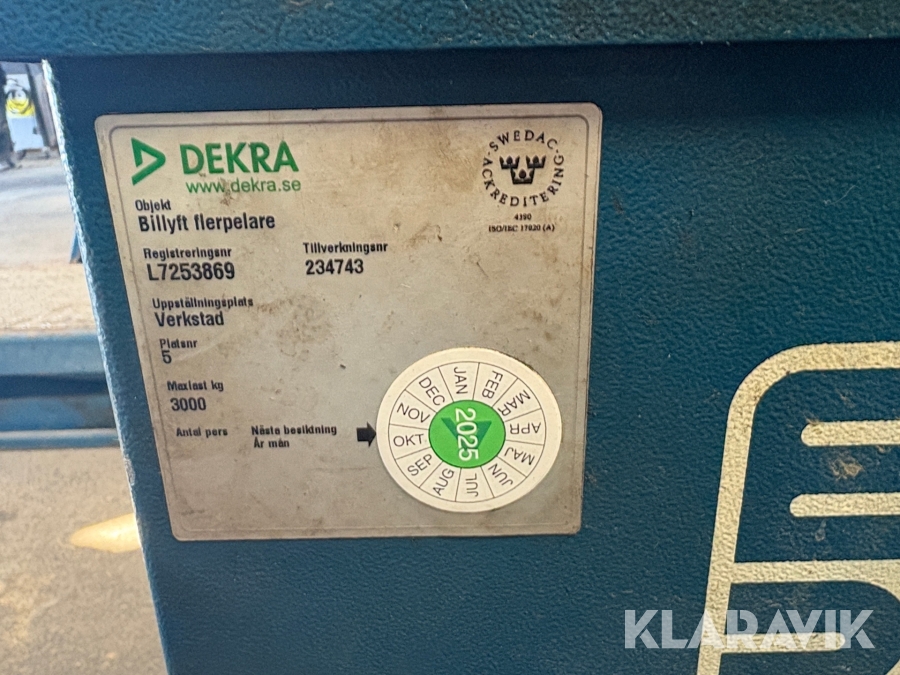 DEKRA
www.dekra.se
SWEDAC
ACKREDITERING
4390
ISO/IEC 17020 (A)
Objekt
Billyft flerpelare
Registreringsnr
L7253869
Tillverkningsnr
234743
Uppställningsplats
Verkstad
Platsnr
5
Maxlast kg
3000
Antal pers
Nästa besiktning
År mån
JAN
FEB
MAR
APR
MAJ
JUN
JUL
AUG
SEP
OKT
NOV
DEC
2025
KLARAVIK